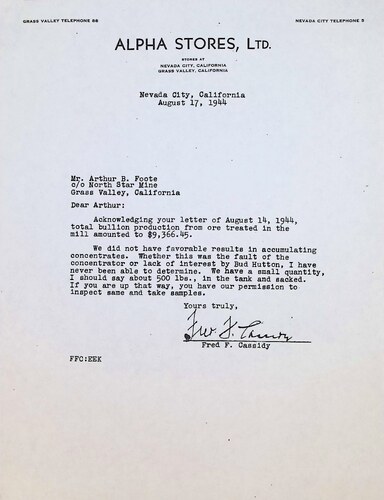 GRASS VALLEY TELEPHONE 88
NEVADA CITY TELEPHONE 5
ALPHA STORES, LTD.
STORES AT
NEVADA CITY, CALIFORNIA
GRASS VALLEY, CALIFORNIA
Nevada City, California
August 17, 1944
Mr. Arthur B. Foote
c/o North Star Mine
Grass Valley, California
Dear Arthur:
Acknowledging your letter of August 14, 1944,
total bullion production from ore treated in the
mill amounted to $9,366.45.
We did not have favorable results in accumulating
concentrates. Whether this was the fault of the
concentrator or lack of interest by Bud Hutton, I have
never been able to determine. We have a small quantity,
I should say about 500 lbs., in the tank and sacked.
If you are up that way, you have our permission to
inspect same and take samples.
Yours truly,
F. Cassidy
Fred F. Cassidy
FFC:EEK